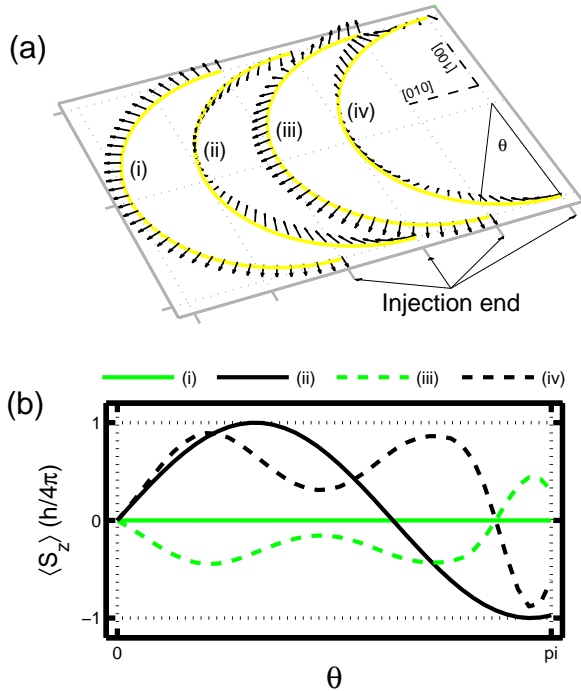 (a)
[001]
[010]
(i)
(ii)
(iii)
(iv)
θ
Injection end
(i) (ii) (iii) (iv)
(b)
⟨S_z⟩ (h/4π)
1
0
−1
0 pi
θ